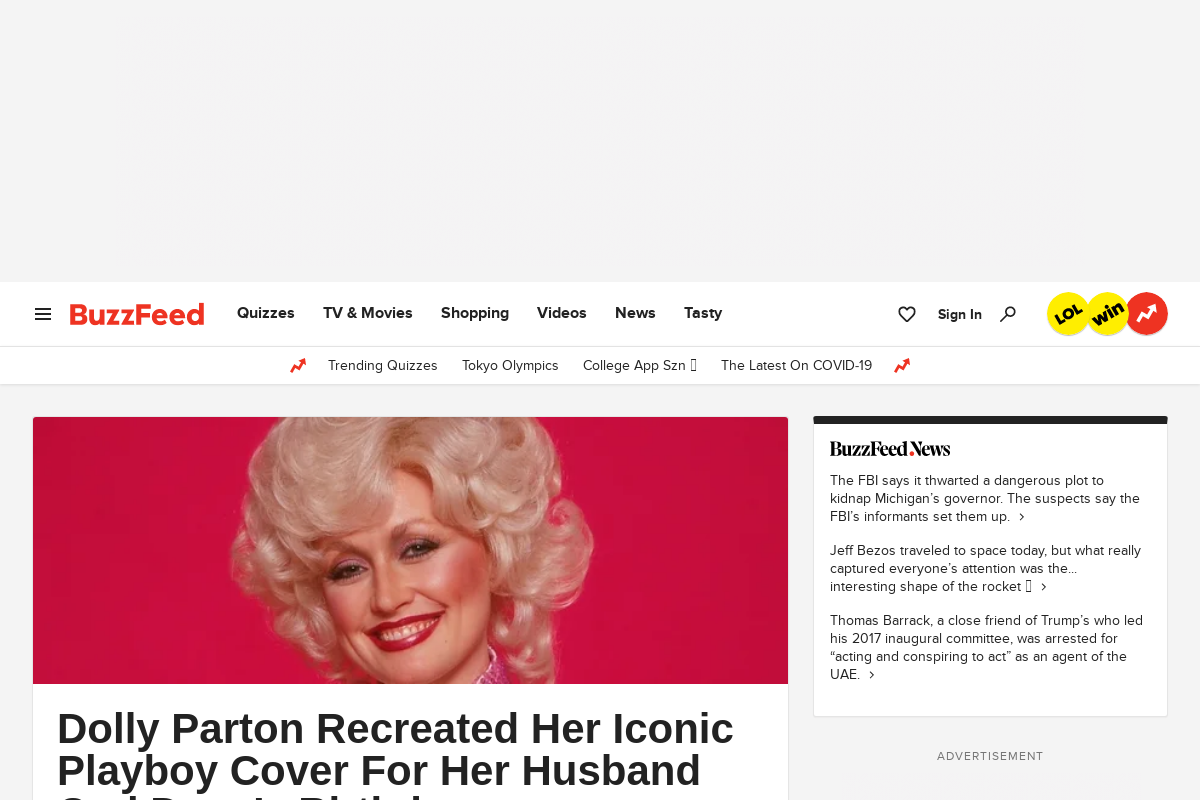 BuzzFeed
Quizzes
TV & Movies
Shopping
Videos
News
Tasty
Sign In
LOL
win
Trending Quizzes
Tokyo Olympics
College App Szn
The Latest On COVID-19
BuzzFeed News
The FBI says it thwarted a dangerous plot to
kidnap Michigan’s governor. The suspects say the
FBI’s informants set them up.
Jeff Bezos traveled to space today, but what really
captured everyone’s attention was the...
interesting shape of the rocket
Thomas Barrack, a close friend of Trump’s who led
his 2017 inaugural committee, was arrested for
“acting and conspiring to act” as an agent of the
UAE.
Dolly Parton Recreated Her Iconic
Playboy Cover For Her Husband
ADVERTISEMENT